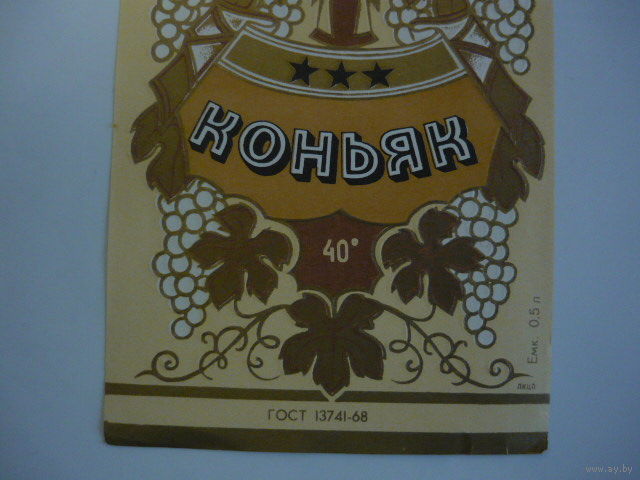 КОНЬЯК
40°
Емк. 0,5 л
ГОСТ 13741-68
www.ay.by